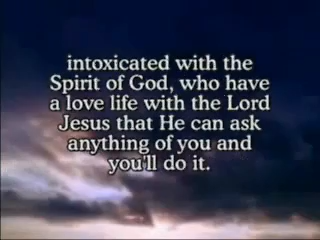 intoxicated with the
Spirit of God, who have
a love life with the Lord
Jesus that He can ask
anything of you and
you'll do it.